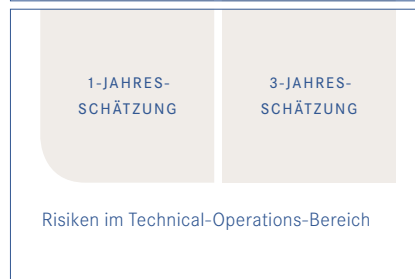 1-JAHRES-
SCHÄTZUNG
3-JAHRES-
SCHÄTZUNG
Risiken im Technical-Operations-Bereich